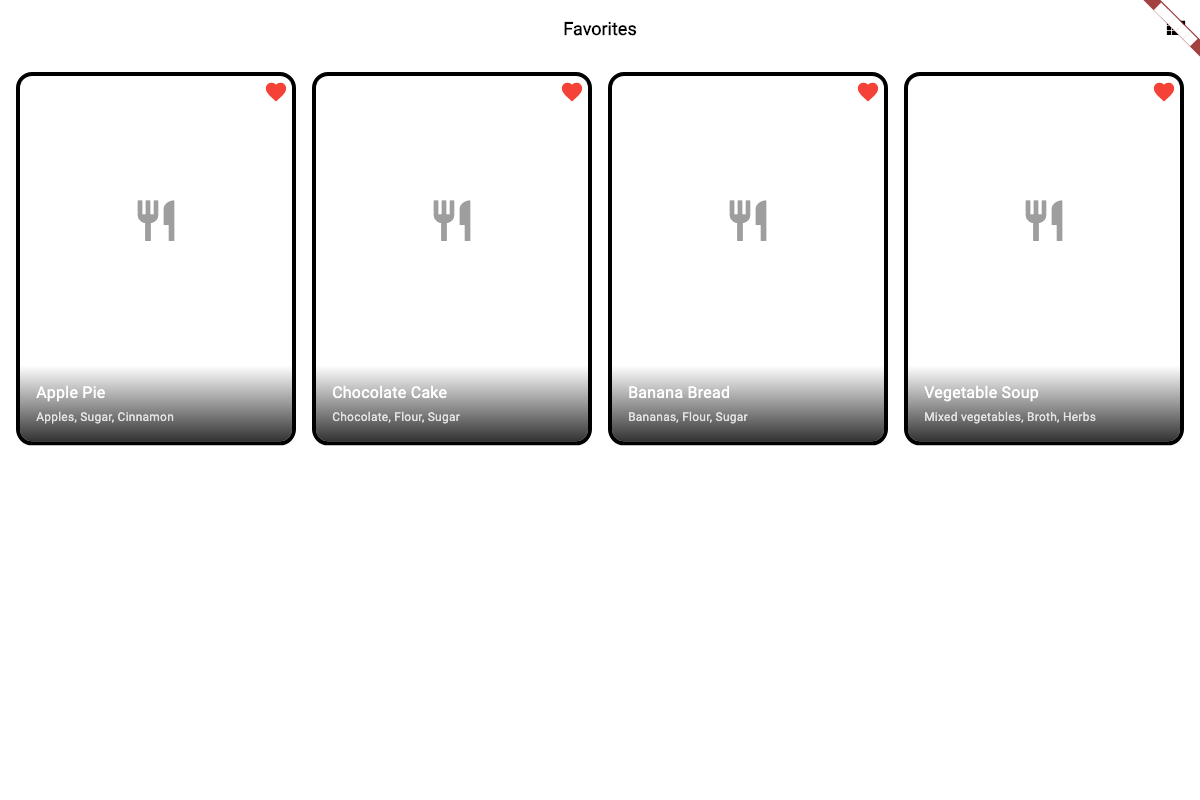 Favorites
Apple Pie
Apples, Sugar, Cinnamon
Chocolate Cake
Chocolate, Flour, Sugar
Banana Bread
Bananas, Flour, Sugar
Vegetable Soup
Mixed vegetables, Broth, Herbs